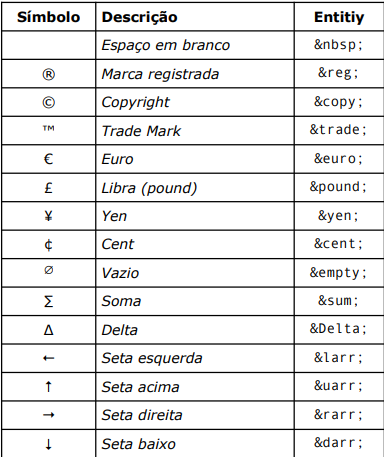 Símbolo Descrição Entitiy
Espaço em branco &nbsp;
® Marca registrada &reg;
© Copyright &copy;
™ Trade Mark &trade;
€ Euro &euro;
£ Libra (pound) &pound;
¥ Yen &yen;
¢ Cent &cent;
∅ Vazio &empty;
∑ Soma &sum;
Δ Delta &Delta;
← Seta esquerda &larr;
↑ Seta acima &uarr;
→ Seta direita &rarr;
↓ Seta baixo &darr;